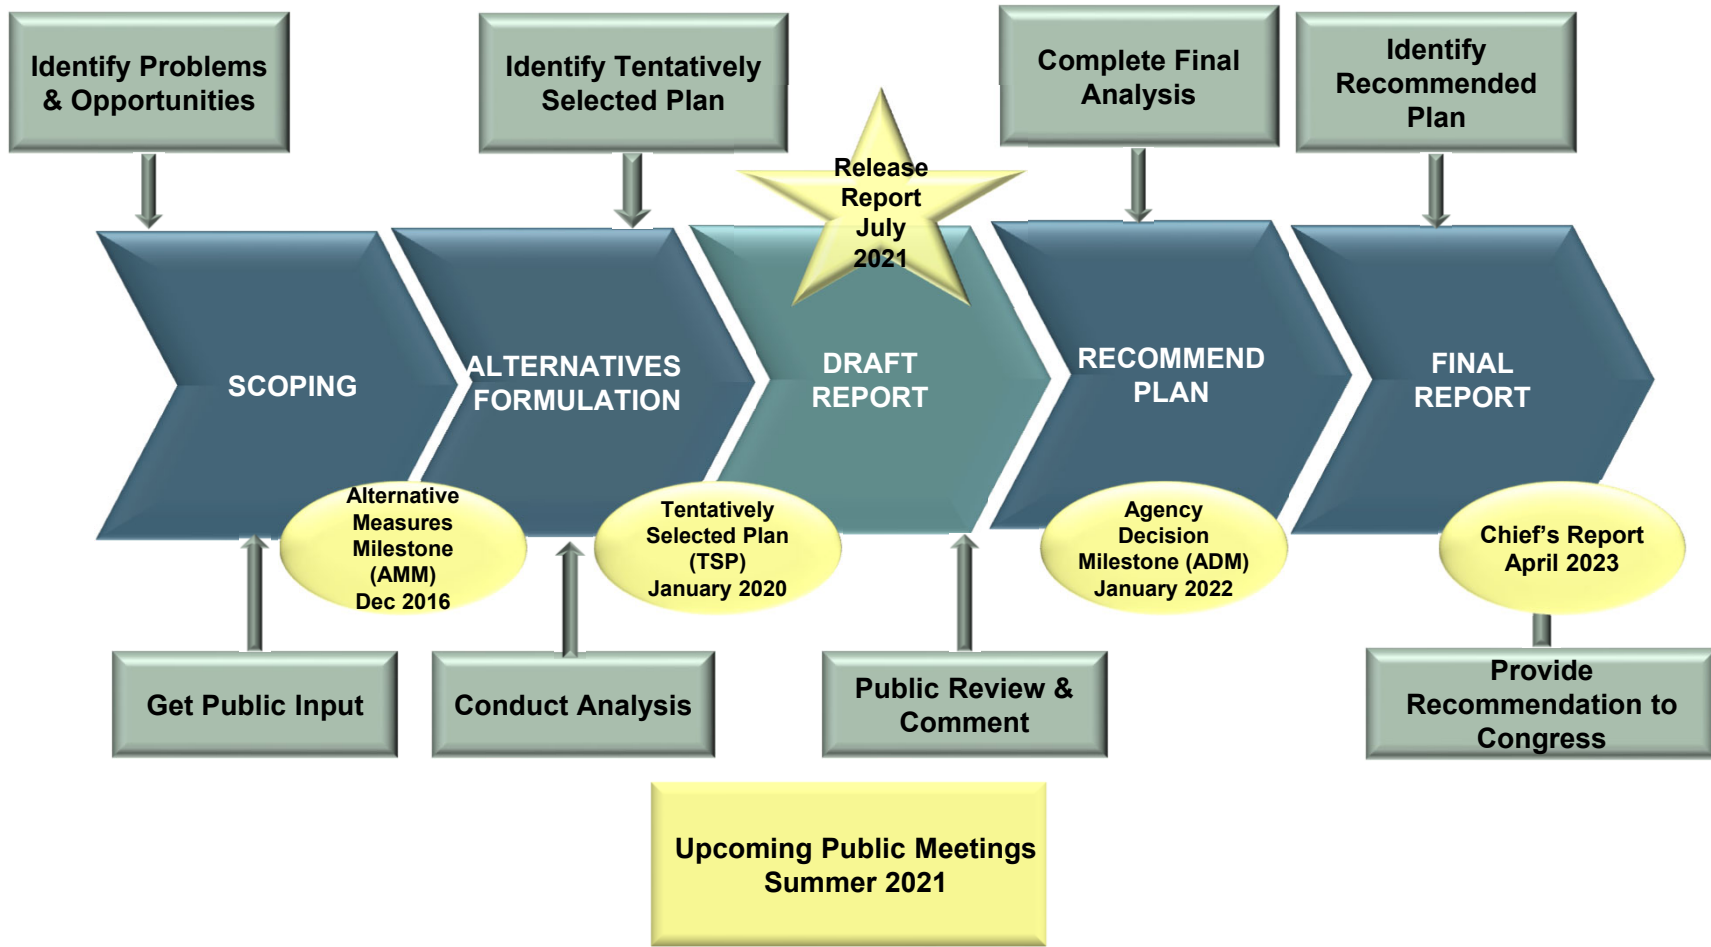 Identify Problems
& Opportunities
Identify Tentatively
Selected Plan
Complete Final
Analysis
Identify
Recommended
Plan
Release
Report
July
2021
SCOPING
ALTERNATIVES
FORMULATION
DRAFT
REPORT
RECOMMEND
PLAN
FINAL
REPORT
Alternative
Measures
Milestone
(AMM)
Dec 2016
Tentatively
Selected Plan
(TSP)
January 2020
Agency
Decision
Milestone (ADM)
January 2022
Chief’s Report
April 2023
Get Public Input
Conduct Analysis
Public Review &
Comment
Provide
Recommendation to
Congress
Upcoming Public Meetings
Summer 2021